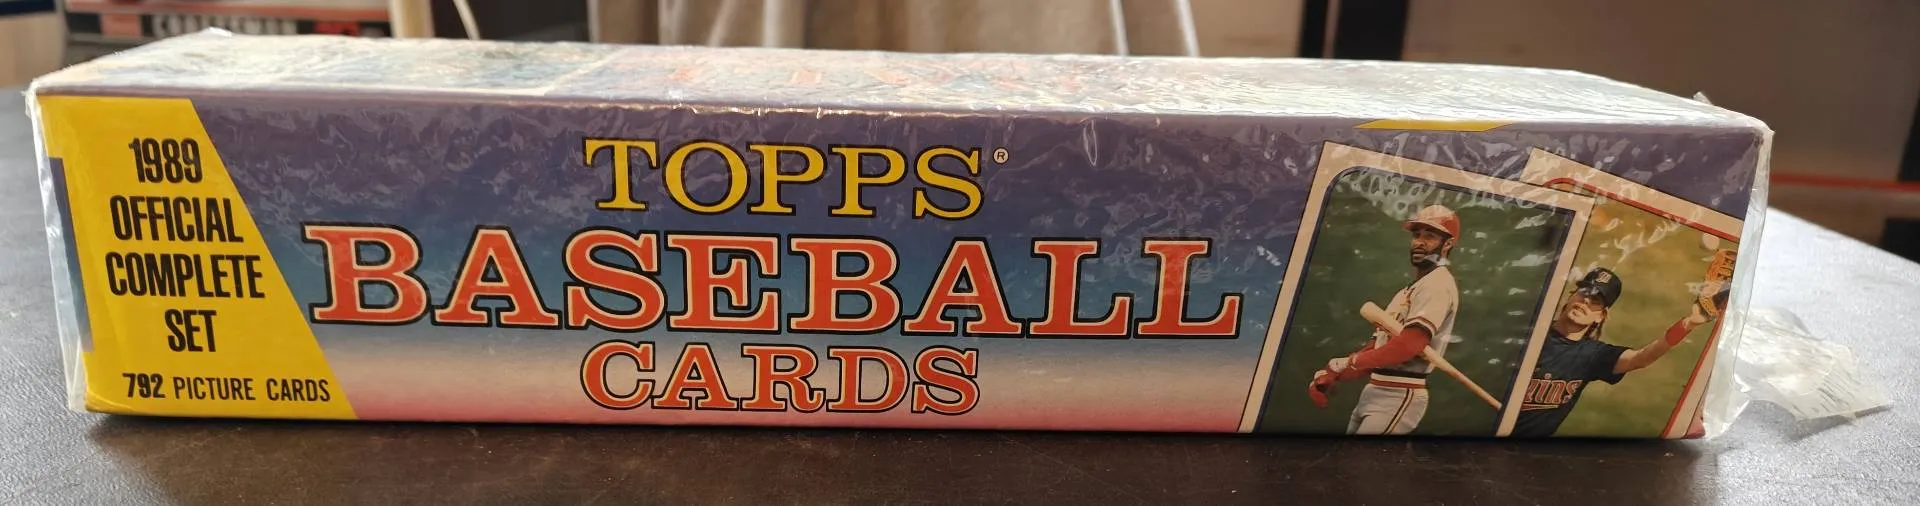 1989
OFFICIAL
COMPLETE
SET
792 PICTURE CARDS
TOPPS®
BASEBALL
CARDS